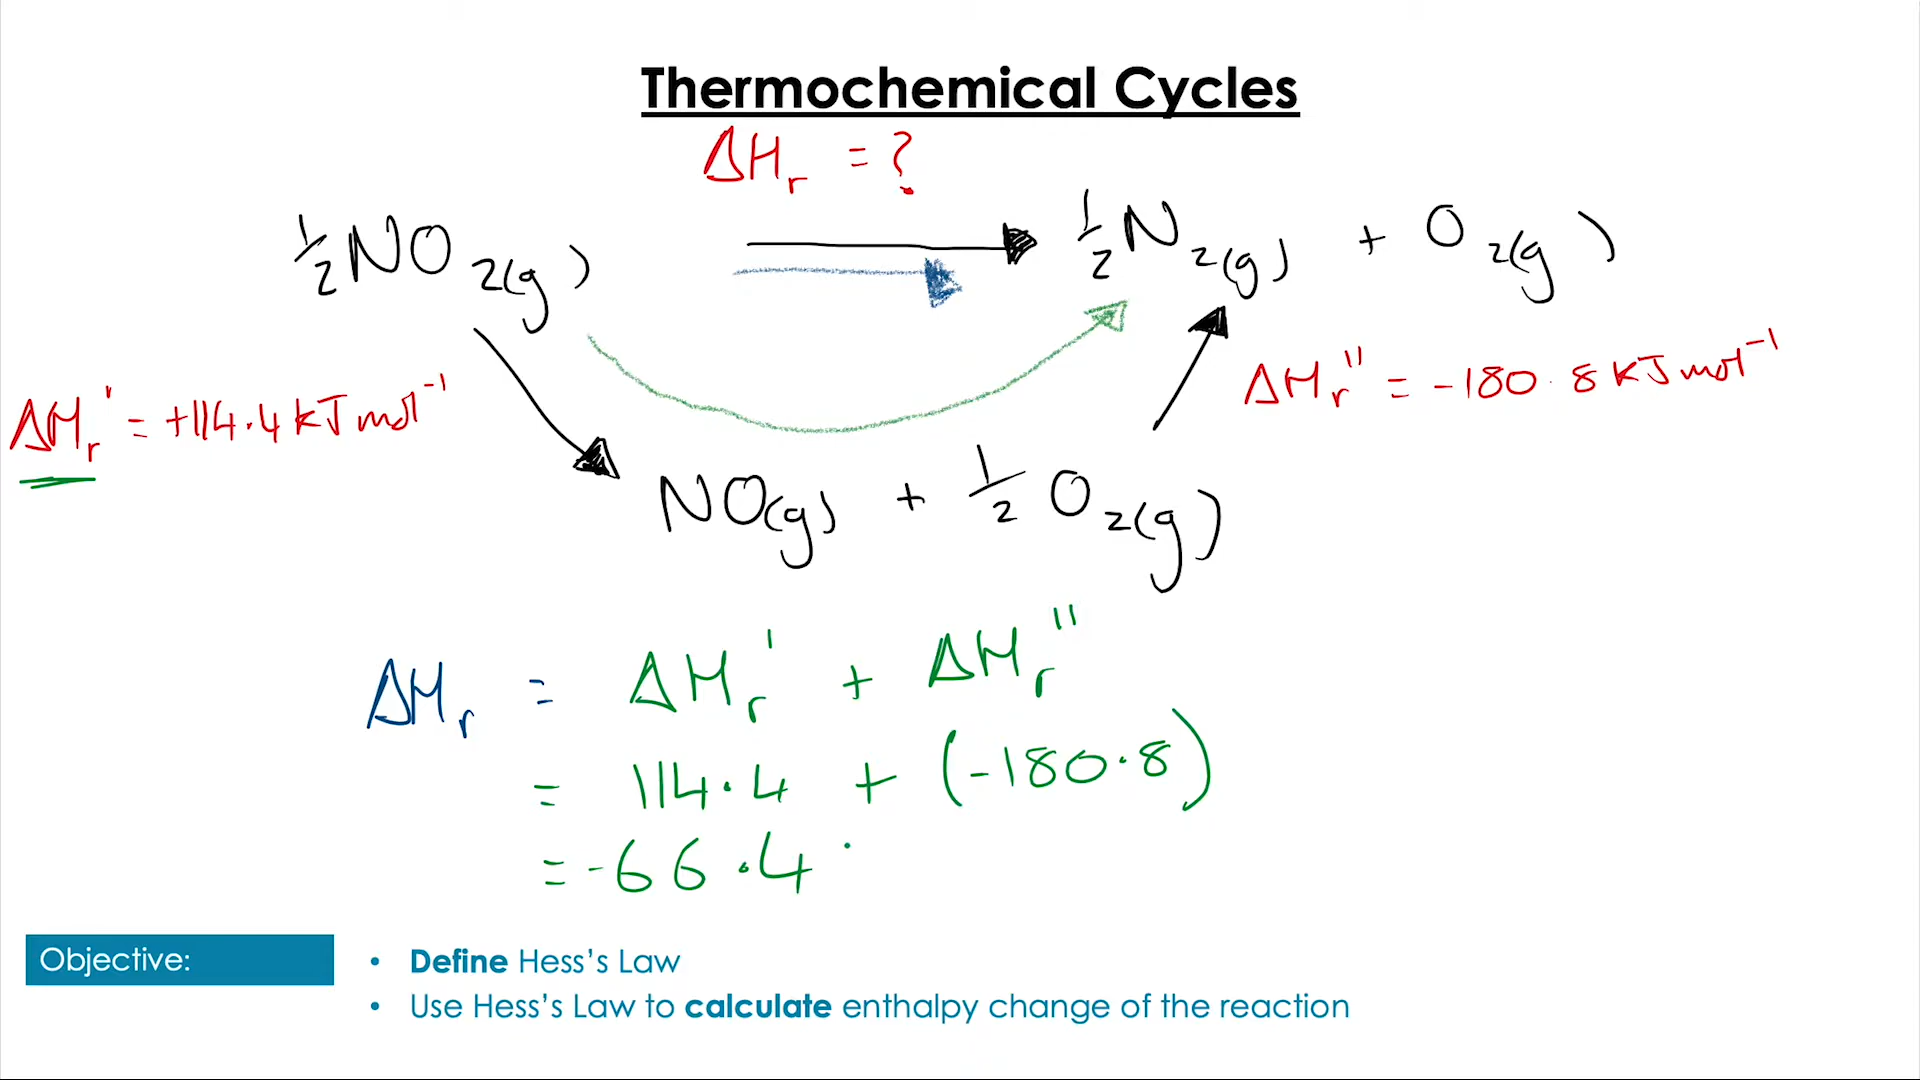 Thermochemical Cycles
ΔHr = ?
½NO2(g) ½N2(g) + O2(g)
ΔHr' = +114.4 kJ mol⁻¹
ΔHr'' = -180.8 kJ mol⁻¹
NO(g) + ½ O2(g)
ΔHr = ΔHr' + ΔHr''
= 114.4 + (-180.8)
= -66.4
Objective:
• Define Hess's Law
• Use Hess's Law to calculate enthalpy change of the reaction